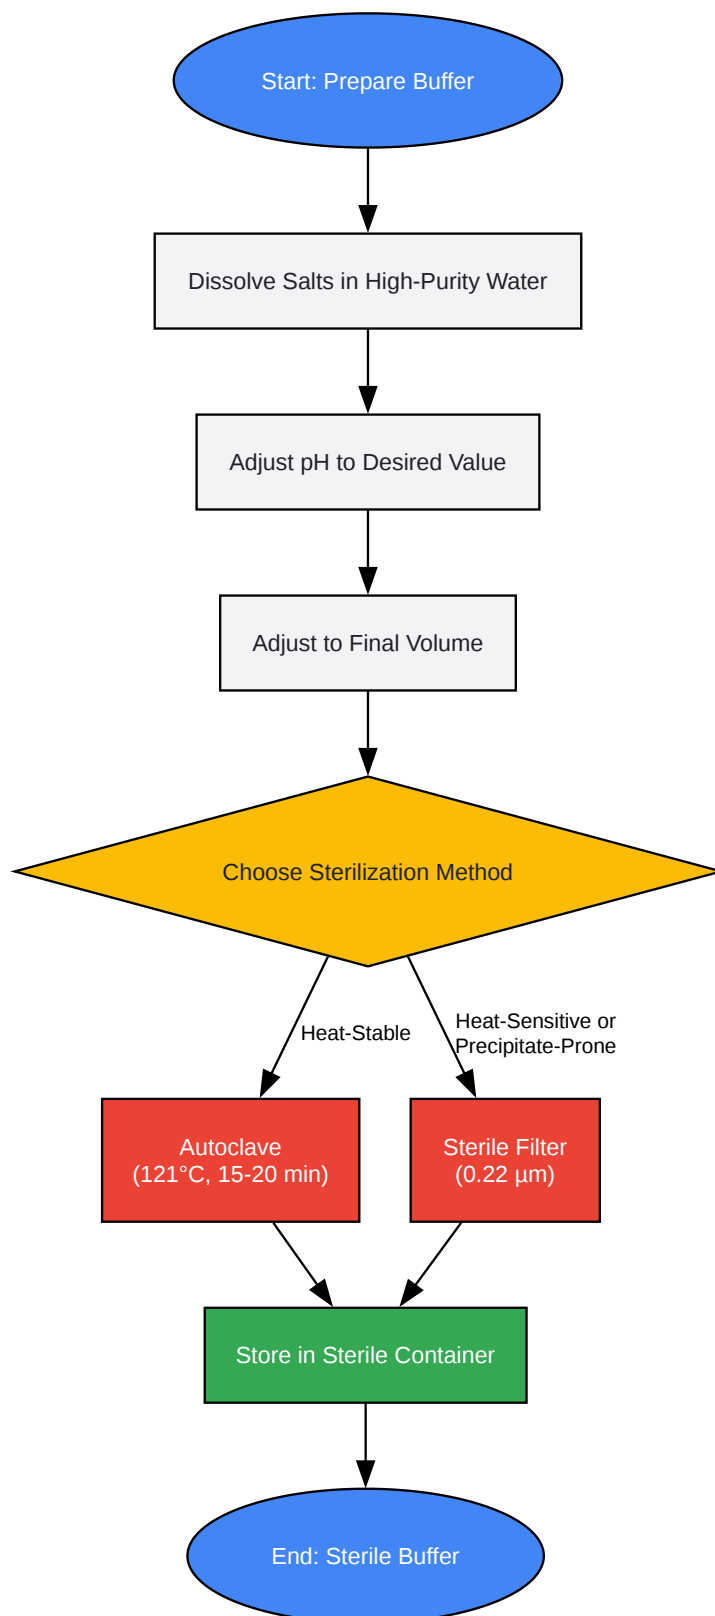 Start: Prepare Buffer
Dissolve Salts in High-Purity Water
Adjust pH to Desired Value
Adjust to Final Volume
Choose Sterilization Method
Heat-Stable
Heat-Sensitive or
Precipitate-Prone
Autoclave
(121°C, 15-20 min)
Sterile Filter
(0.22 µm)
Store in Sterile Container
End: Sterile Buffer